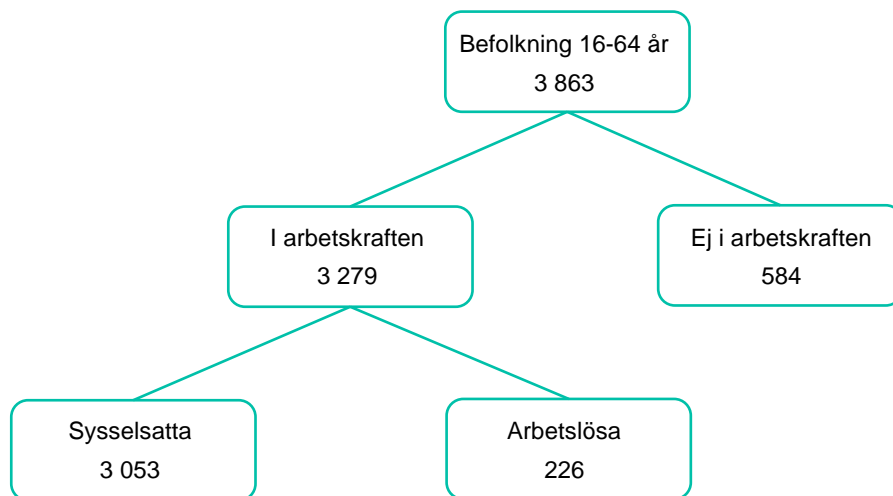 Befolkning 16-64 år
3 863
I arbetskraften
3 279
Ej i arbetskraften
584
Sysselsatta
3 053
Arbetslösa
226